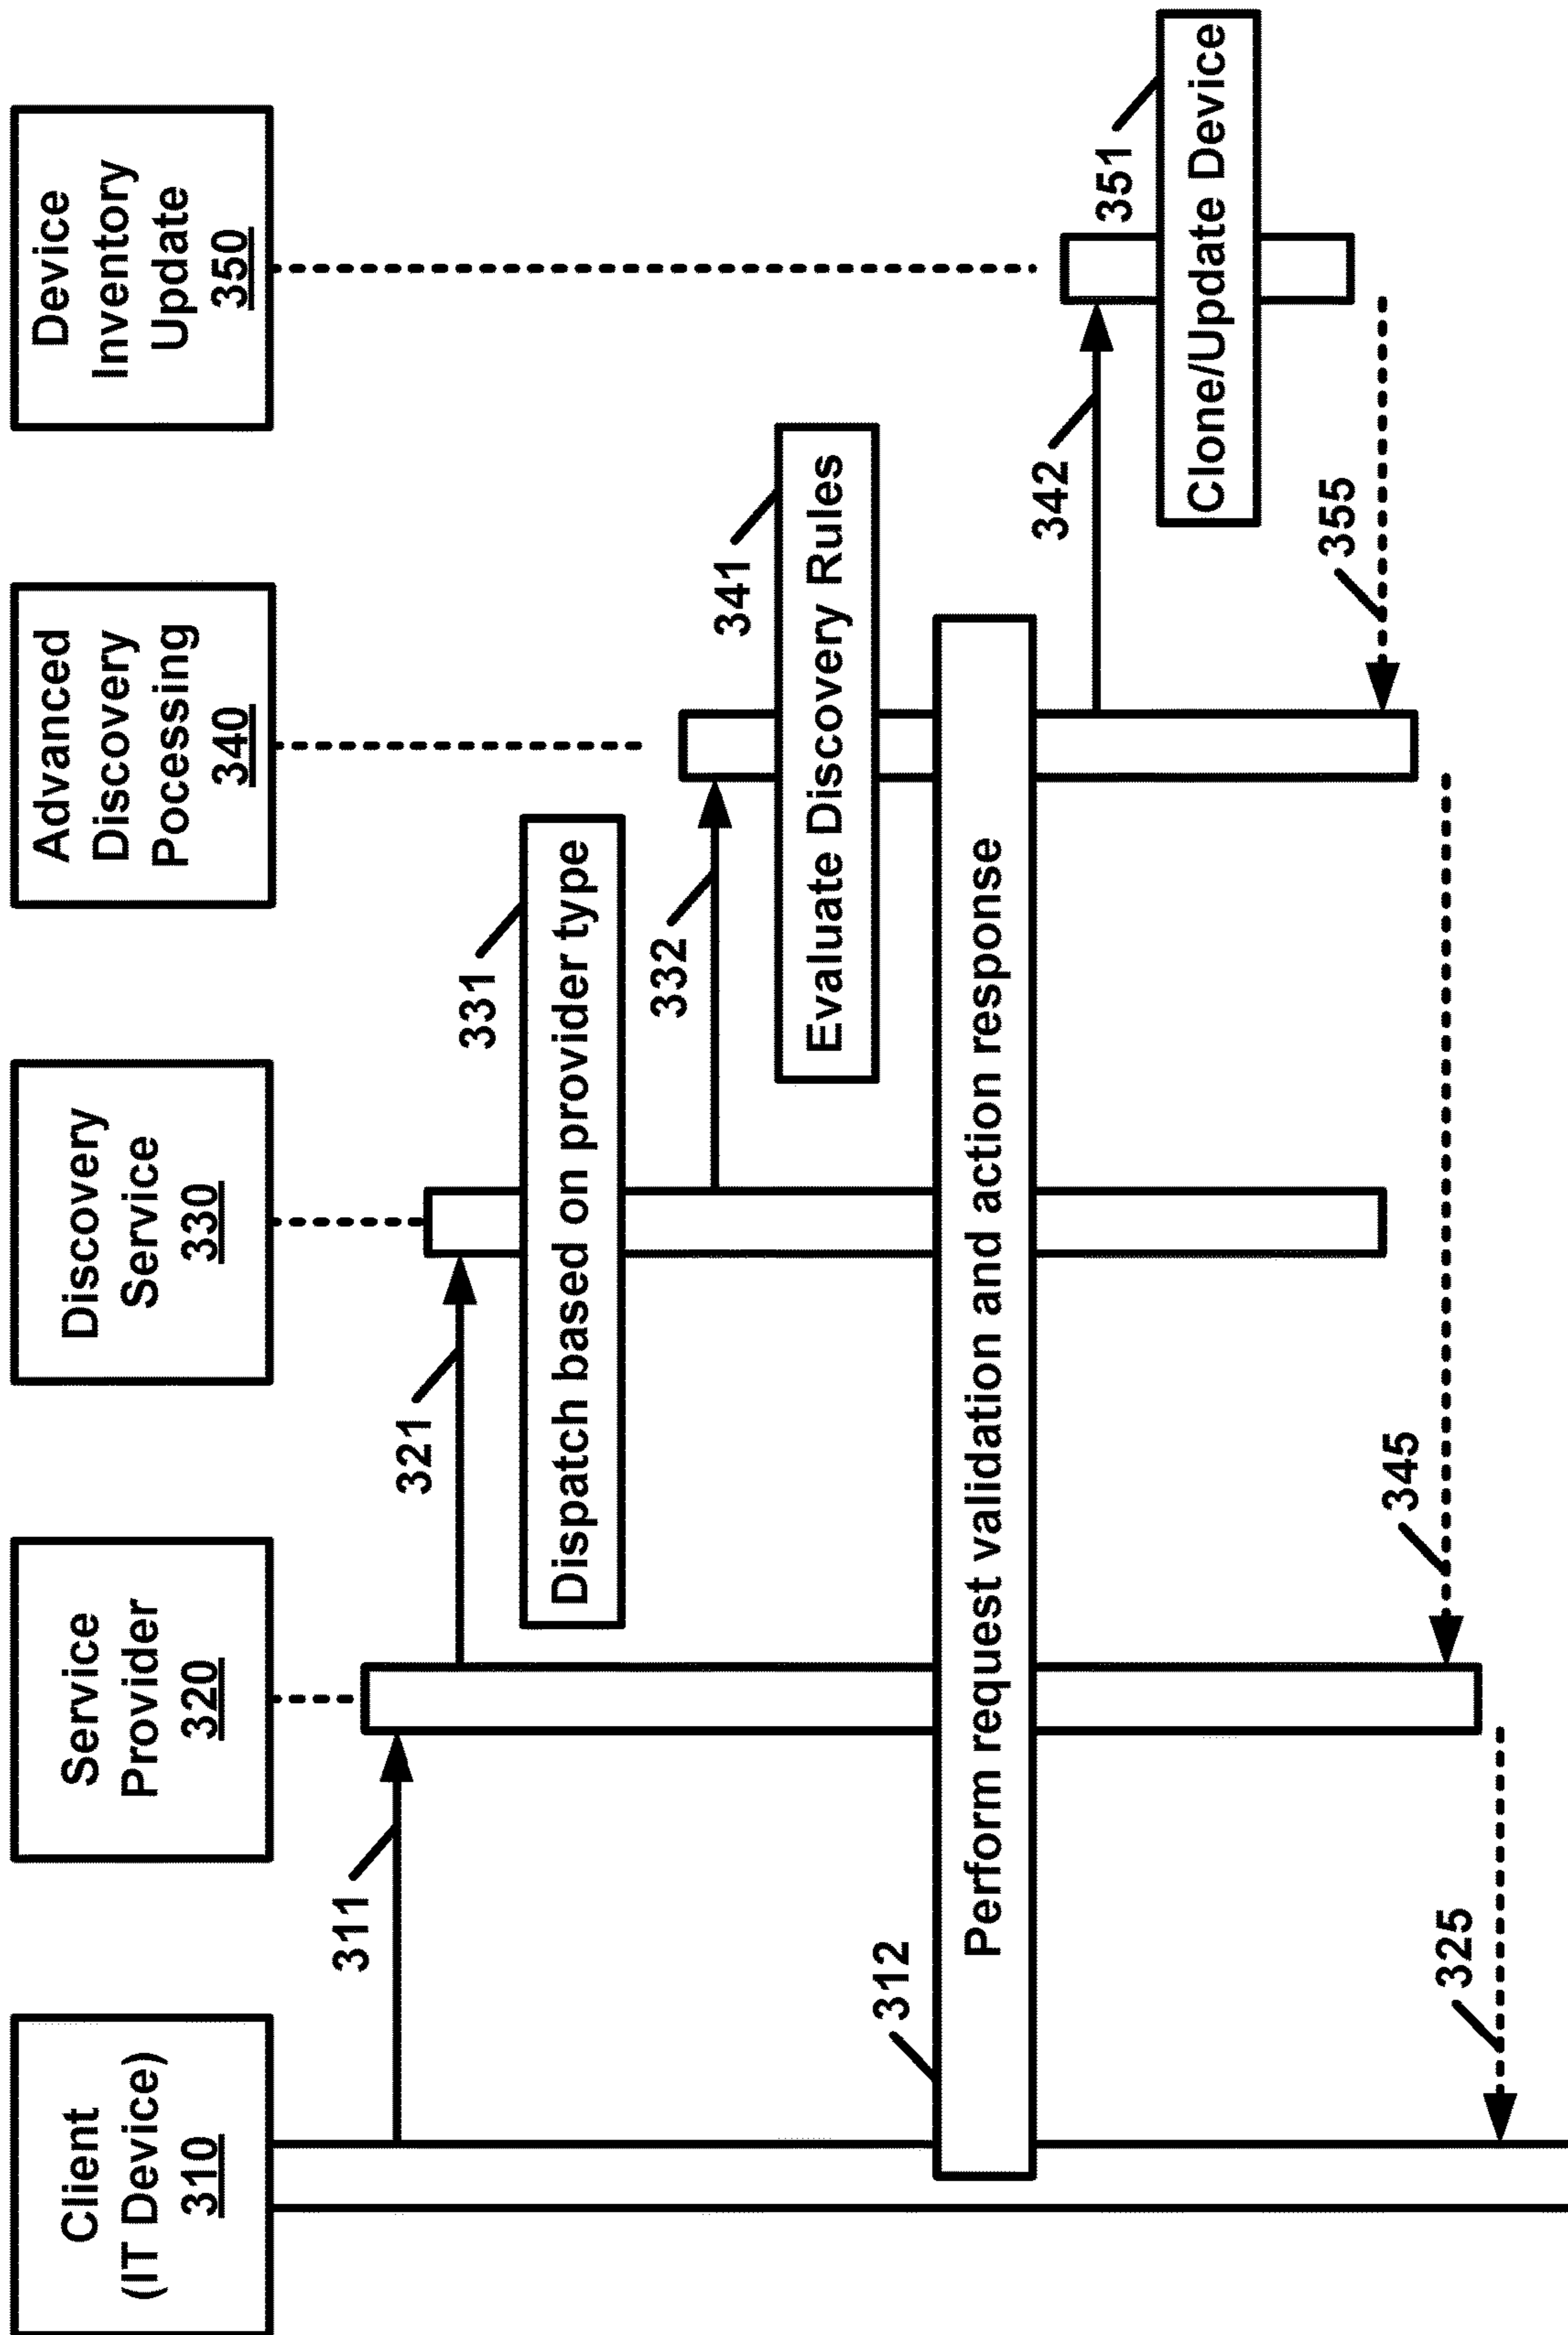 Client
(IT Device)
310
Service
Provider
320
Discovery
Service
330
Advanced
Discovery
Pocessing
340
Device
Inventory
Update
350
311
321
331
Dispatch based on provider type
332
341
Evaluate Discovery Rules
312
Perform request validation and action response
342
351
Clone/Update Device
355
345
325